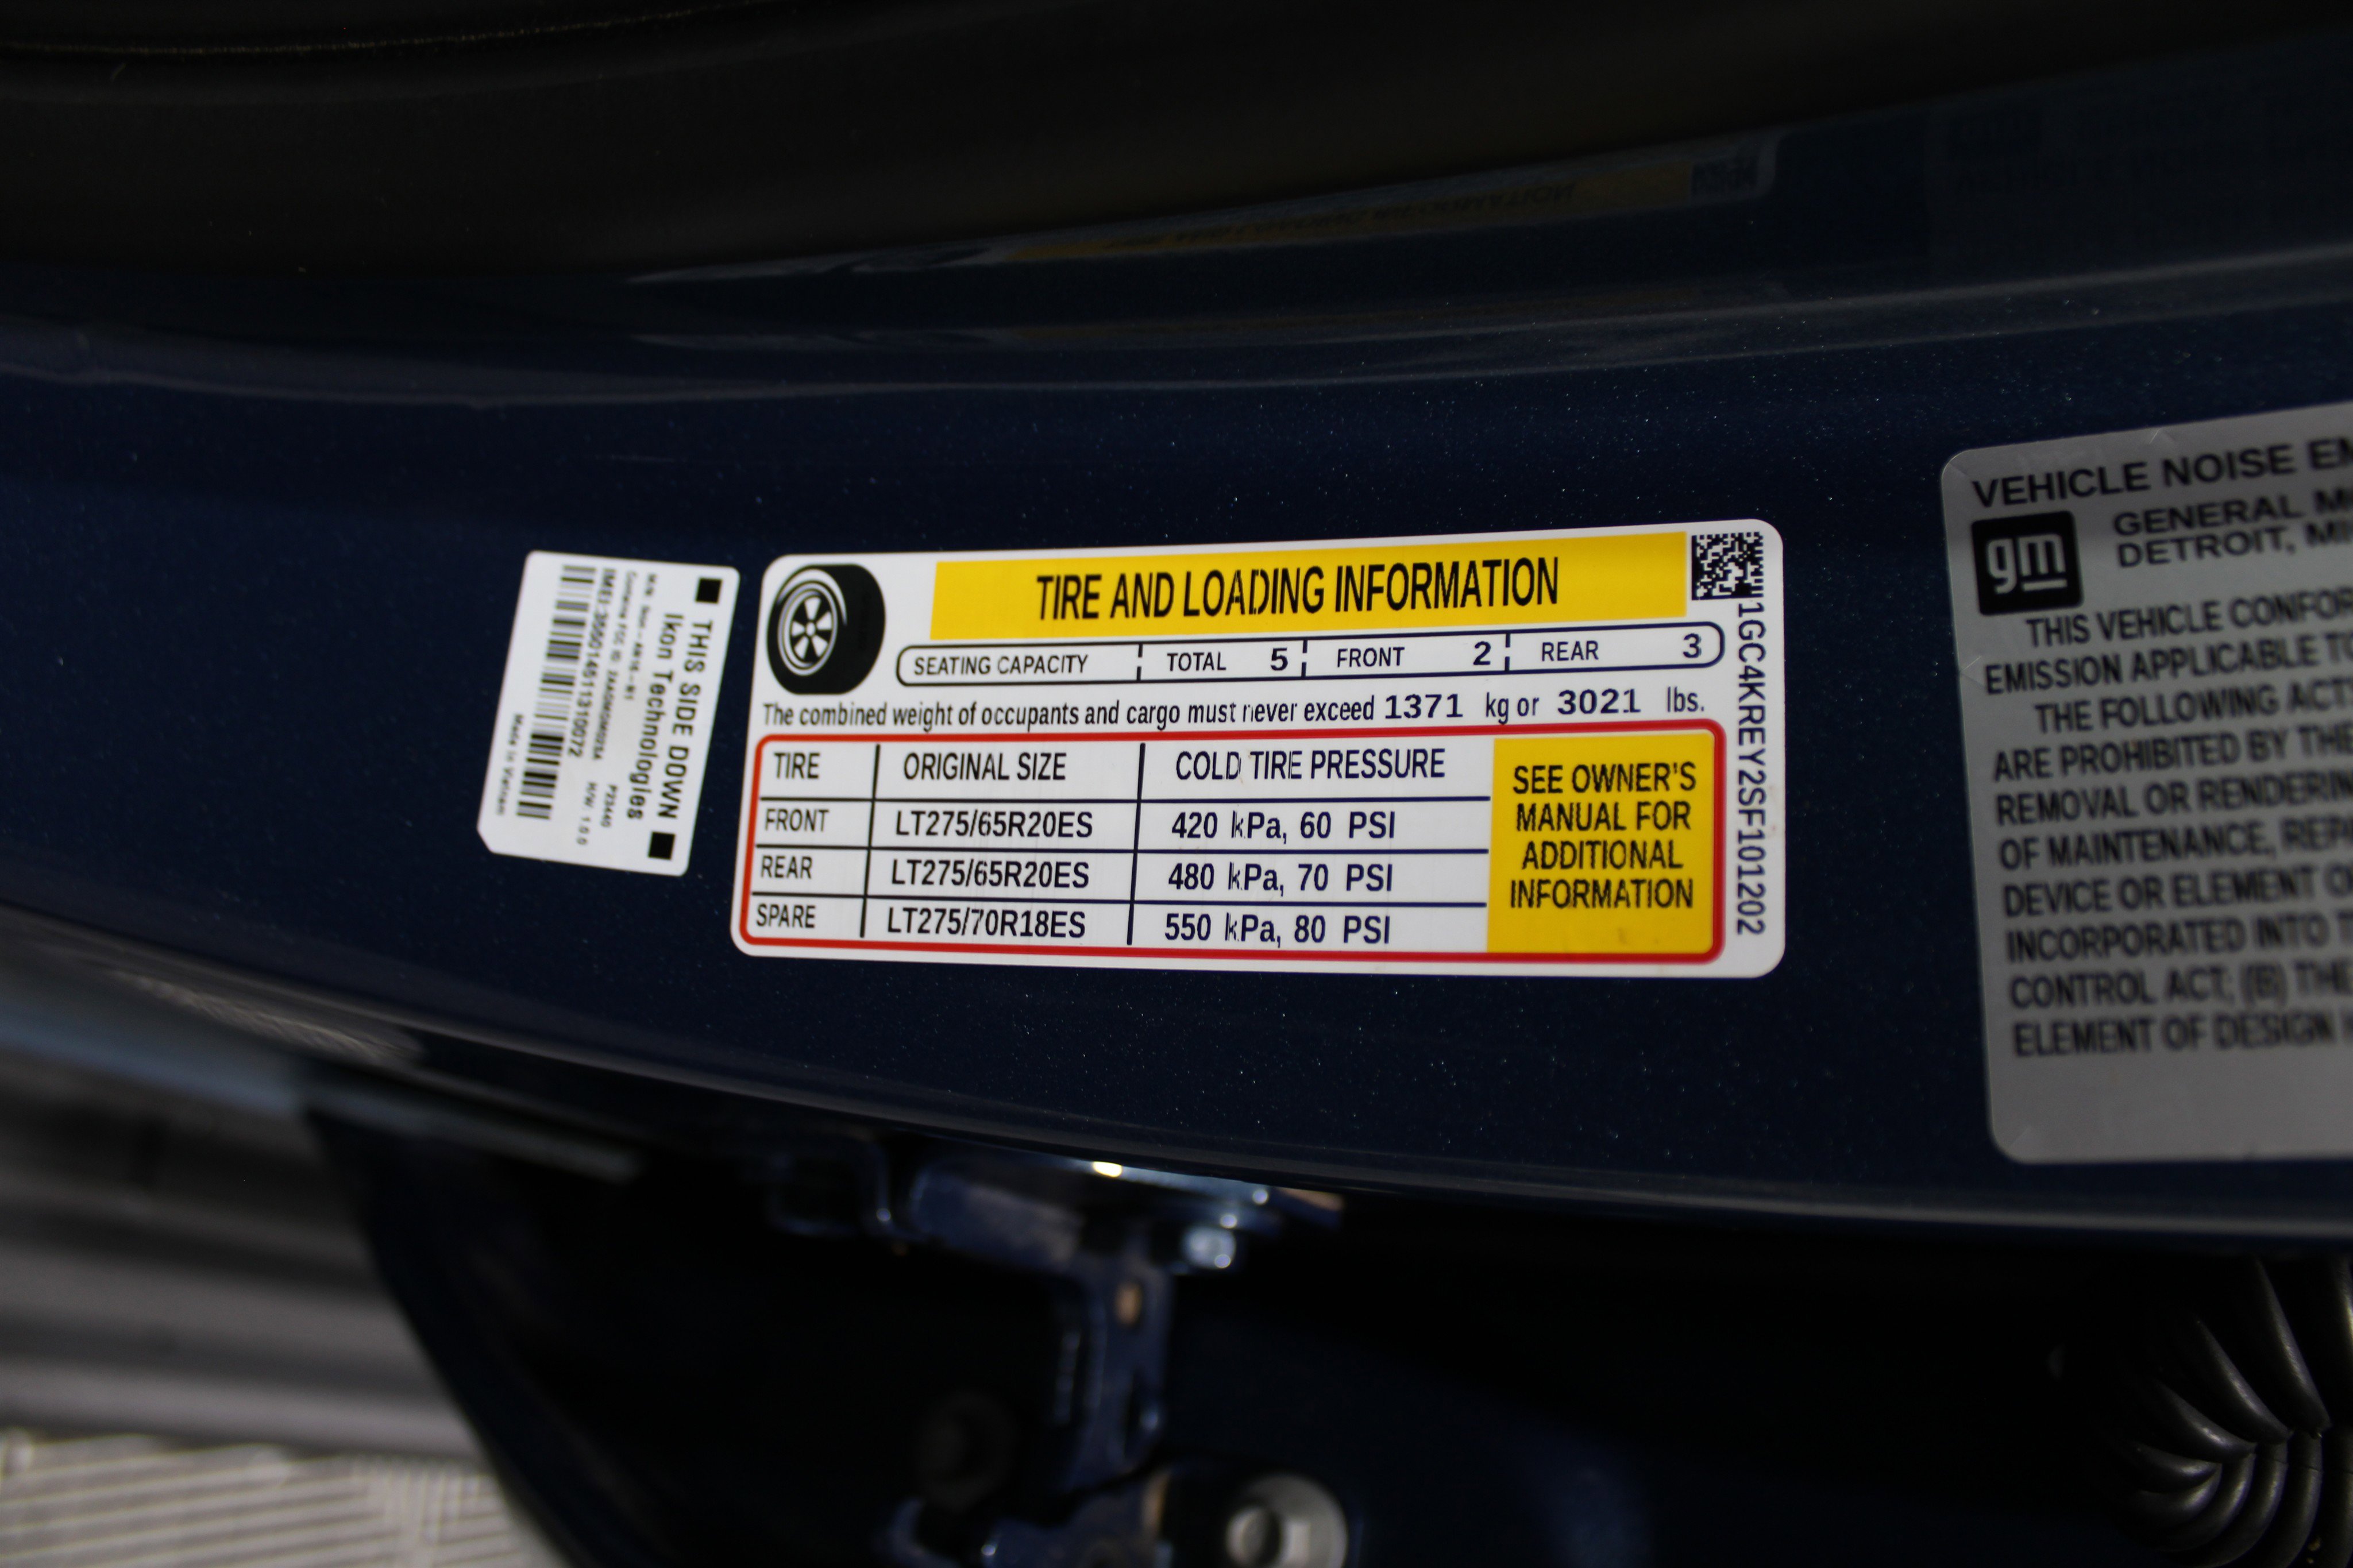 THIS SIDE DOWN
Ikon Technologies
IMEI:
Made in Vietnam
TIRE AND LOADING INFORMATION
SEATING CAPACITY TOTAL 5 FRONT 2 REAR 3
The combined weight of occupants and cargo must never exceed 1371 kg or 3021 lbs.
TIRE ORIGINAL SIZE COLD TIRE PRESSURE
FRONT LT275/65R20ES 420 kPa, 60 PSI
REAR LT275/65R20ES 480 kPa, 70 PSI
SPARE LT275/70R18ES 550 kPa, 80 PSI
SEE OWNER'S
MANUAL FOR
ADDITIONAL
INFORMATION
1GC4KREY2SF101202
VEHICLE NOISE
gm
GENERAL
DETROIT,
THIS VEHICLE
EMISSION APPLICABLE
THE FOLLOWING
ARE PROHIBITED BY THE
REMOVAL OR
OF MAINTENANCE,
DEVICE OR ELEMENT
INCORPORATED INTO
CONTROL ACT; (B) THE
ELEMENT OF DESIGN